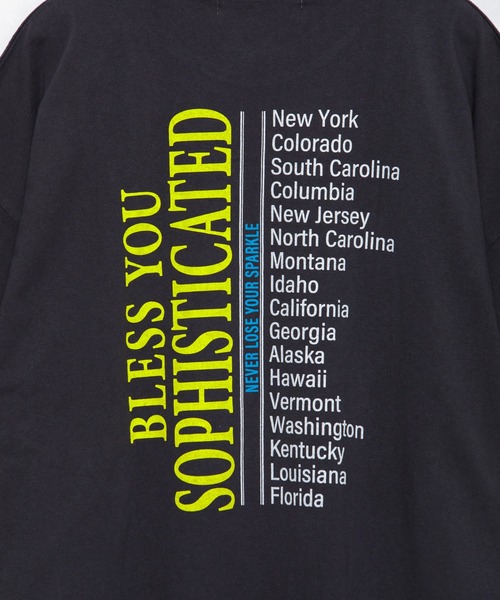 BLESS YOU
SOPHISTICATED
NEVER LOSE YOUR SPARKLE
New York
Colorado
South Carolina
Columbia
New Jersey
North Carolina
Montana
Idaho
California
Georgia
Alaska
Hawaii
Vermont
Washington
Kentucky
Louisiana
Florida